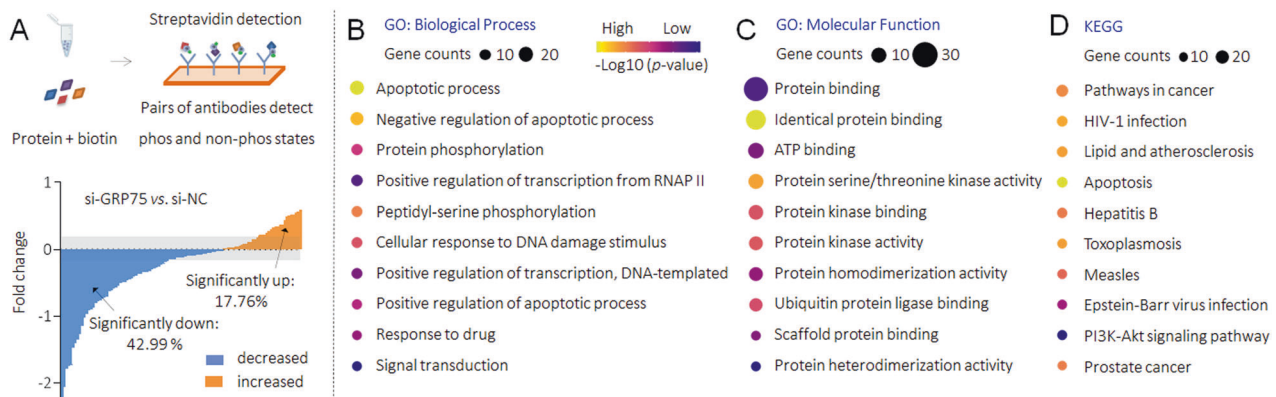 A
Streptavidin detection
Protein + biotin
Pairs of antibodies detect
phos and non-phos states
si-GRP75 vs. si-NC
Fold change
1
0
-1
-2
Significantly up:
17.76%
Significantly down:
42.99 %
decreased
increased
B
GO: Biological Process
Gene counts 10 20
High Low
-Log10 (p-value)
Apoptotic process
Negative regulation of apoptotic process
Protein phosphorylation
Positive regulation of transcription from RNAP II
Peptidyl-serine phosphorylation
Cellular response to DNA damage stimulus
Positive regulation of transcription, DNA-templated
Positive regulation of apoptotic process
Response to drug
Signal transduction
C
GO: Molecular Function
Gene counts 10 30
Protein binding
Identical protein binding
ATP binding
Protein serine/threonine kinase activity
Protein kinase binding
Protein kinase activity
Protein homodimerization activity
Ubiquitin protein ligase binding
Scaffold protein binding
Protein heterodimerization activity
D
KEGG
Gene counts 10 20
Pathways in cancer
HIV-1 infection
Lipid and atherosclerosis
Apoptosis
Hepatitis B
Toxoplasmosis
Measles
Epstein-Barr virus infection
PI3K-Akt signaling pathway
Prostate cancer